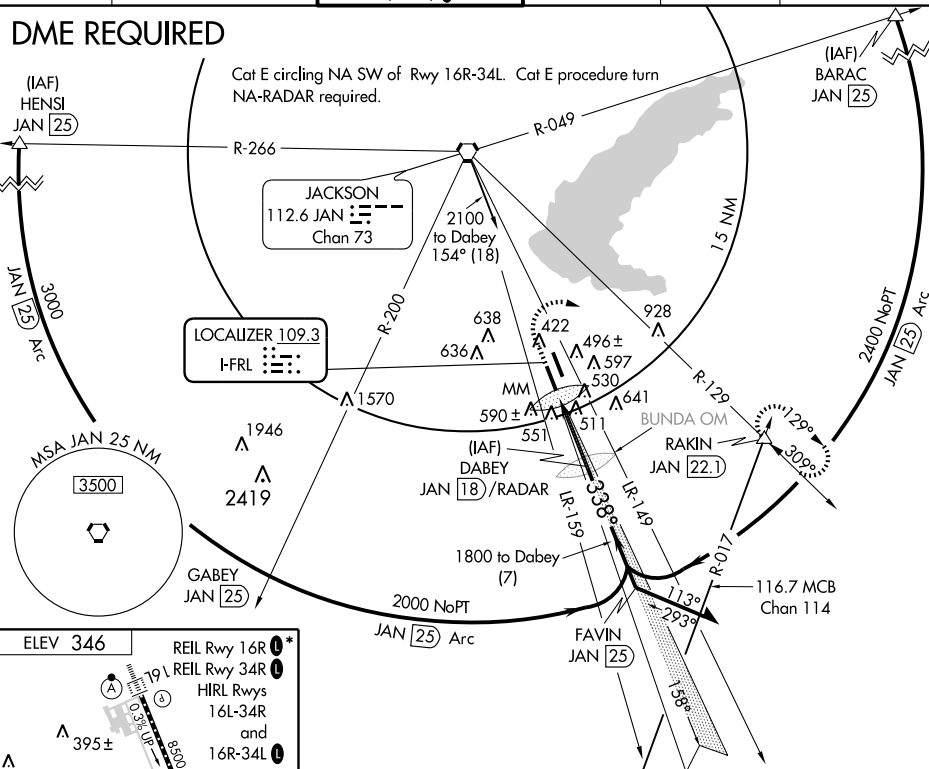 DME REQUIRED
Cat E circling NA SW of Rwy 16R-34L. Cat E procedure turn
NA-RADAR required.
(IAF)
HENSI
JAN 25
(IAF)
BARAC
JAN 25
R-266
R-049
JACKSON
112.6 JAN
Chan 73
2100
to Dabey
154° (18)
15 NM
3000
JAN 25 Arc
R-200
2400 NoPT
JAN 25 Arc
LOCALIZER 109.3
I-FRL
638
636
422
496 ±
597
928
530
641
MM
590 ±
551
511
R-129
1570
1946
2419
BUNDA OM
RAKIN
JAN 22.1
129°
309°
(IAF)
DABEY
JAN 18/RADAR
MSA JAN 25 NM
3500
338°
LR-159
LR-149
R-017
1800 to Dabey
(7)
GABEY
JAN 25
2000 NoPT
JAN 25 Arc
113°
293°
116.7 MCB
Chan 114
FAVIN
JAN 25
158°
ELEV 346
REIL Rwy 16R L *
REIL Rwy 34R L
HIRL Rwys
16L-34R
and
16R-34L L
A
16L
P
0.3% UP
8500
395 ±